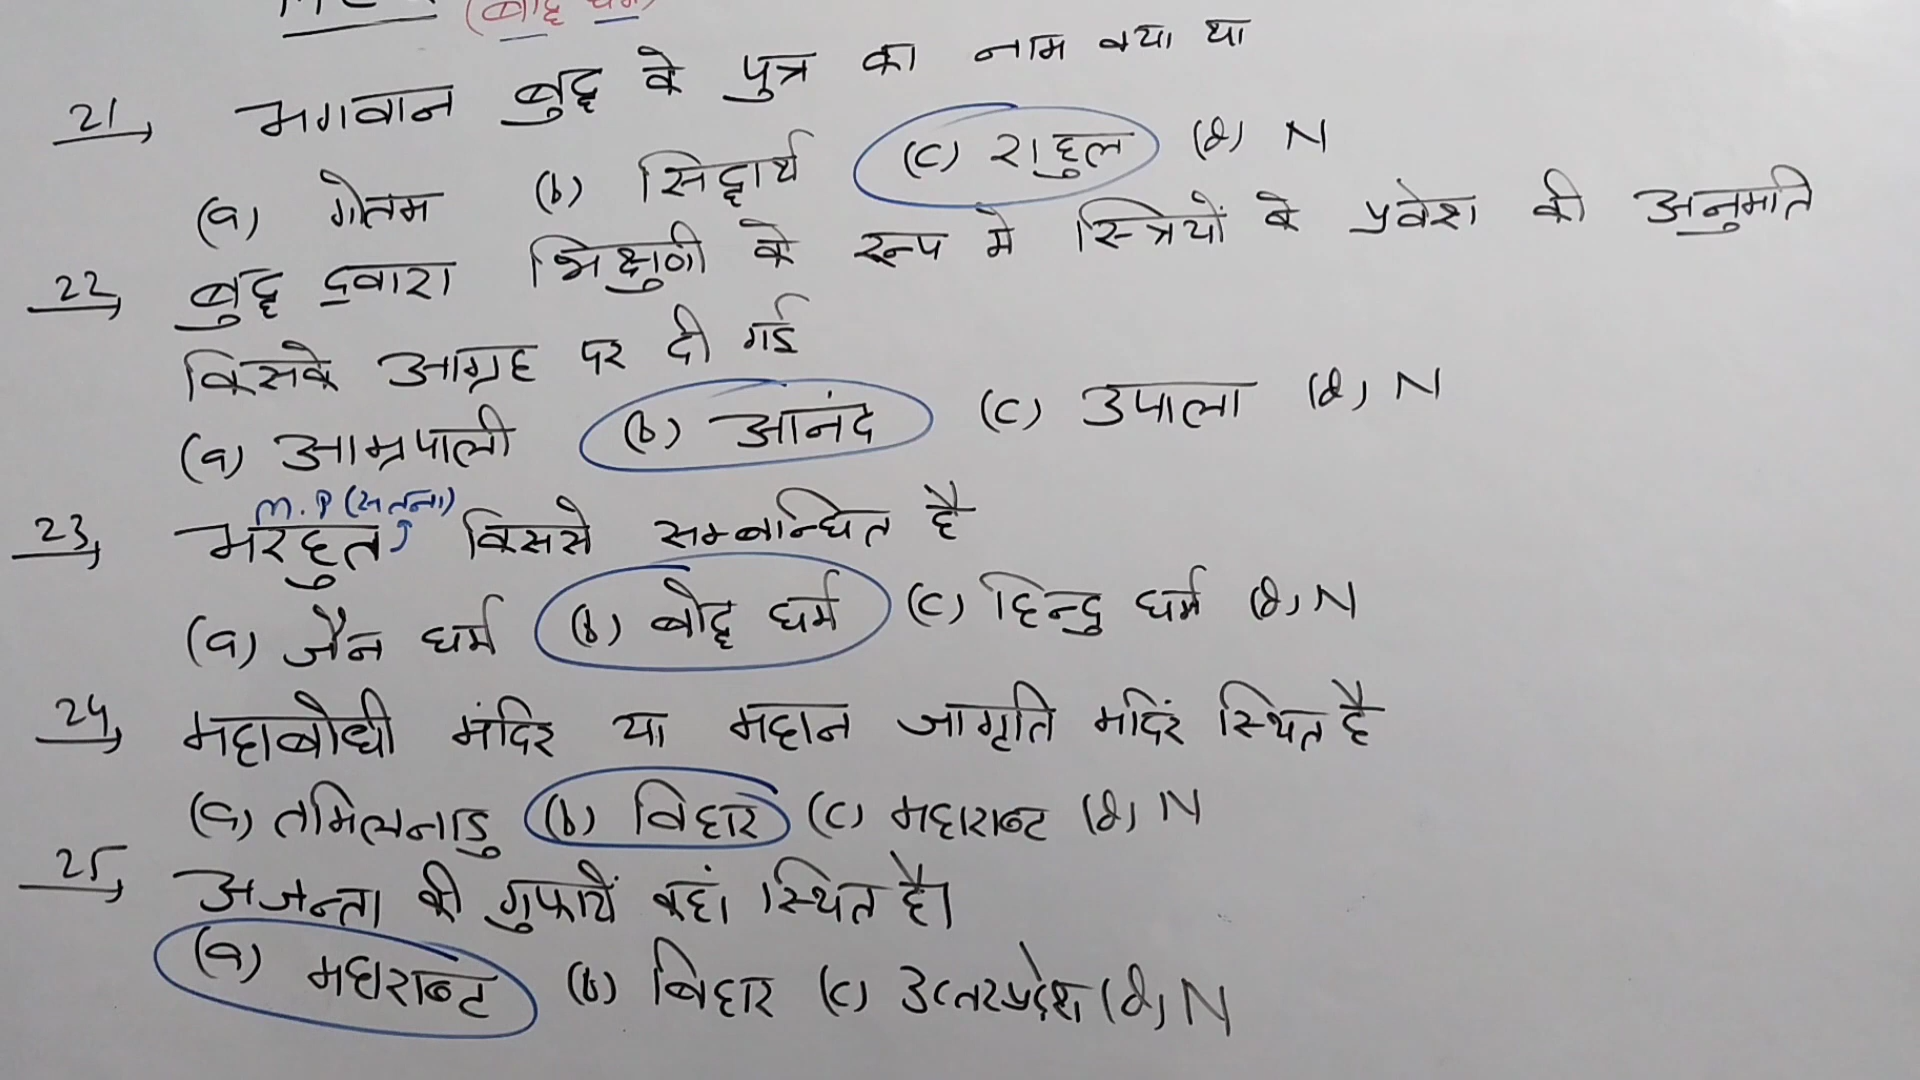 (बोद्द धर्म)
21, भगवान बुद्द के पुत्र का नाम क्या था
(a) गोतम (b) सिद्दार्थ (c) राहुल (d) N
22, बुद्द द्वारा भिक्षुणी के रूप मे स्त्रियों के प्रवेश की अनुमति
किसके आग्रह पर दी गई
(a) आम्रपाली (b) आनंद (c) उपाला (d) N
M.P (सतना)
23, भरहुत किससे सम्बन्धित है
(a) जैन धर्म (b) बोद्द धर्म (c) हिन्दु धर्म (d) N
24, महाबोधी मंदिर या महान जागृति मदिंर स्थित है
(a) तमिलनाडु (b) बिहार (c) महाराष्ट (d) N
25, अजन्ता की गुफायें कहां स्थित है।
(a) महाराष्ट (b) बिहार (c) उत्तरप्रदेश (d) N